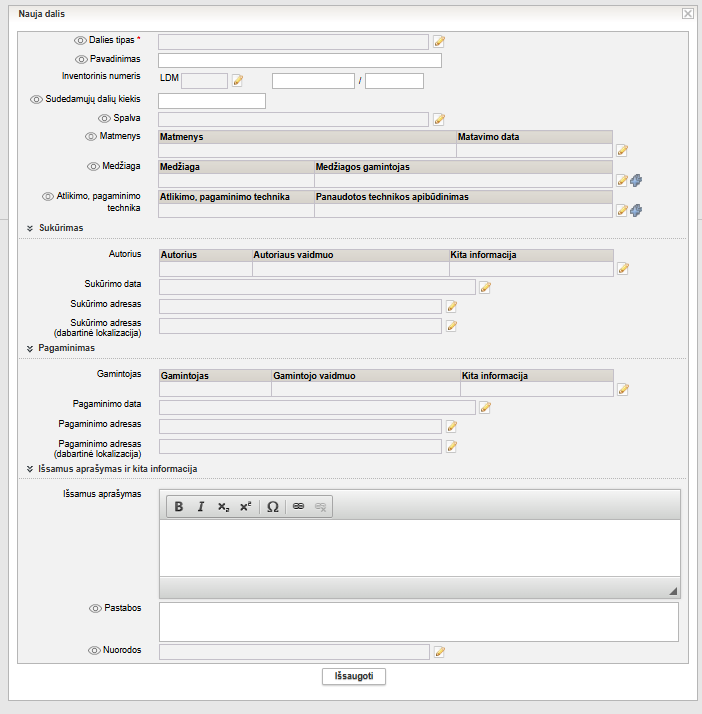 Nauja dalis
Dalies tipas *
Pavadinimas
Inventorinis numeris LDM /
Sudedamųjų dalių kiekis
Spalva
Matmenys Matmenys Matavimo data
Medžiaga Medžiaga Medžiagos gamintojas
Atlikimo, pagaminimo Atlikimo, pagaminimo technika Panaudotos technikos apibūdinimas
technika
Sukūrimas
Autorius Autorius Autoriaus vaidmuo Kita informacija
Sukūrimo data
Sukūrimo adresas
Sukūrimo adresas
(dabartinė lokalizacija)
Pagaminimas
Gamintojas Gamintojas Gamintojo vaidmuo Kita informacija
Pagaminimo data
Pagaminimo adresas
Pagaminimo adresas
(dabartinė lokalizacija)
Išsamus aprašymas ir kita informacija
Išsamus aprašymas
B I x₂ x² Ω
Pastabos
Nuorodos
Išsaugoti